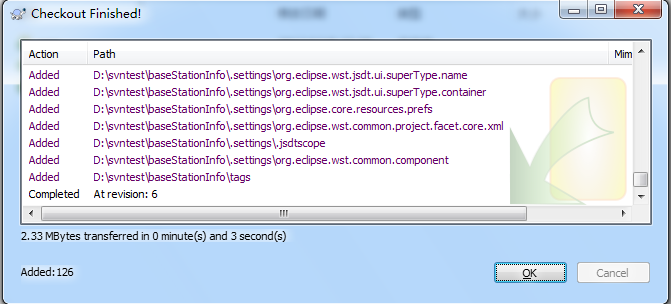 Checkout Finished!
Action Path Mim
Added D:\svntest\baseStationInfo\.settings\org.eclipse.wst.jsdt.ui.superType.name
Added D:\svntest\baseStationInfo\.settings\org.eclipse.wst.jsdt.ui.superType.container
Added D:\svntest\baseStationInfo\.settings\org.eclipse.core.resources.prefs
Added D:\svntest\baseStationInfo\.settings\org.eclipse.wst.common.project.facet.core.xml
Added D:\svntest\baseStationInfo\.settings\.jsdtscope
Added D:\svntest\baseStationInfo\.settings\org.eclipse.wst.common.component
Added D:\svntest\baseStationInfo\tags
Completed At revision: 6
2.33 MBytes transferred in 0 minute(s) and 3 second(s)
Added:126
OK Cancel